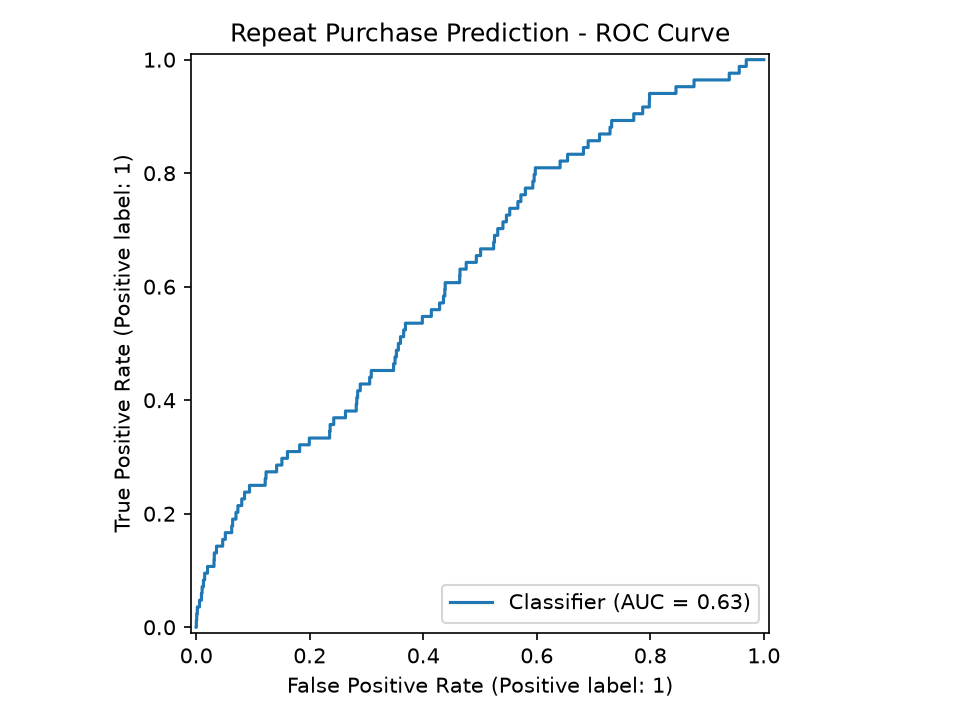 Repeat Purchase Prediction - ROC Curve
True Positive Rate (Positive label: 1)
1.0
0.8
0.6
0.4
0.2
0.0
Classifier (AUC = 0.63)
0.0 0.2 0.4 0.6 0.8 1.0
False Positive Rate (Positive label: 1)